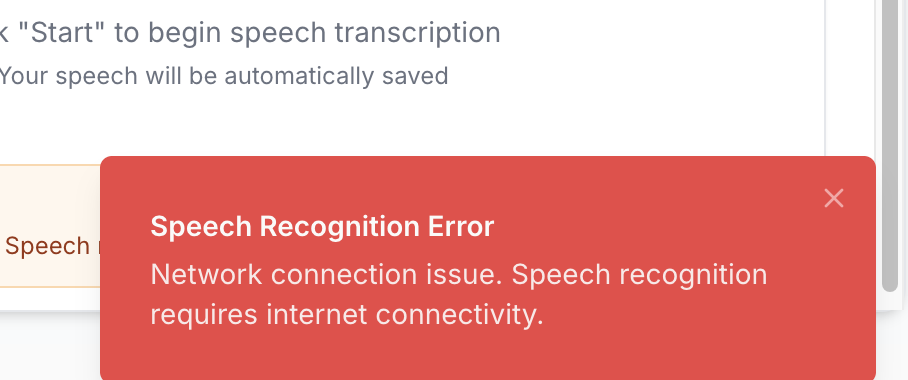 "Start" to begin speech transcription
Your speech will be automatically saved
Speech
Speech Recognition Error
Network connection issue. Speech recognition
requires internet connectivity.